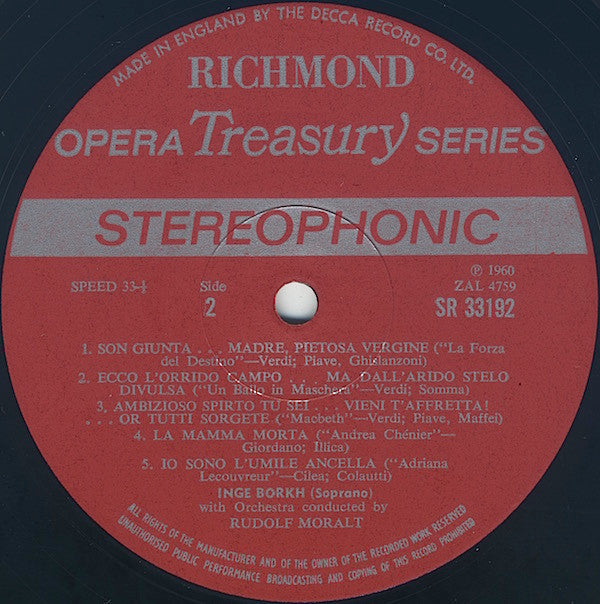 MADE IN ENGLAND BY THE DECCA RECORD CO. LTD.
RICHMOND
OPERA Treasury SERIES
STEREOPHONIC
SPEED 33-⅓
Side
2
℗ 1960
ZAL 4759
SR 33192
1. SON GIUNTA . . . MADRE, PIETOSA VERGINE ("La Forza
del Destino"—Verdi; Piave, Ghislanzoni)
2. ECCO L'ORRIDO CAMPO . . . MA DALL'ARIDO STELO
DIVULSA ("Un Ballo in Maschera"—Verdi; Somma)
3. AMBIZIOSO SPIRTO TU SEI . . . VIENI T'AFFRETTA!
. . . OR TUTTI SORGETE ("Macbeth"—Verdi; Piave, Maffei)
4. LA MAMMA MORTA ("Andrea Chénier"—
Giordano; Illica)
5. IO SONO L'UMILE ANCELLA ("Adriana
Lecouvreur"—Cilea; Colautti)
INGE BORKH (Soprano)
with Orchestra conducted by
RUDOLF MORALT
ALL RIGHTS OF THE MANUFACTURER AND OF THE OWNER OF THE RECORDED WORK RESERVED
UNAUTHORISED PUBLIC PERFORMANCE BROADCASTING AND COPYING OF THIS RECORD PROHIBITED